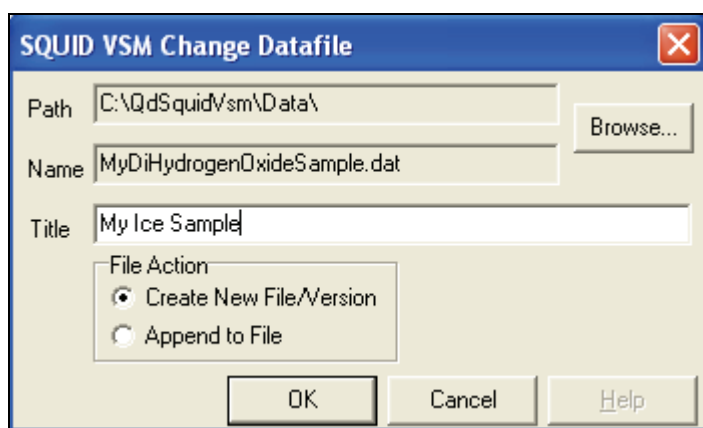 SQUID VSM Change Datafile
Path C:\QdSquidVsm\Data\
Browse...
Name MyDiHydrogenOxideSample.dat
Title My Ice Sample
File Action
Create New File/Version
Append to File
OK Cancel Help